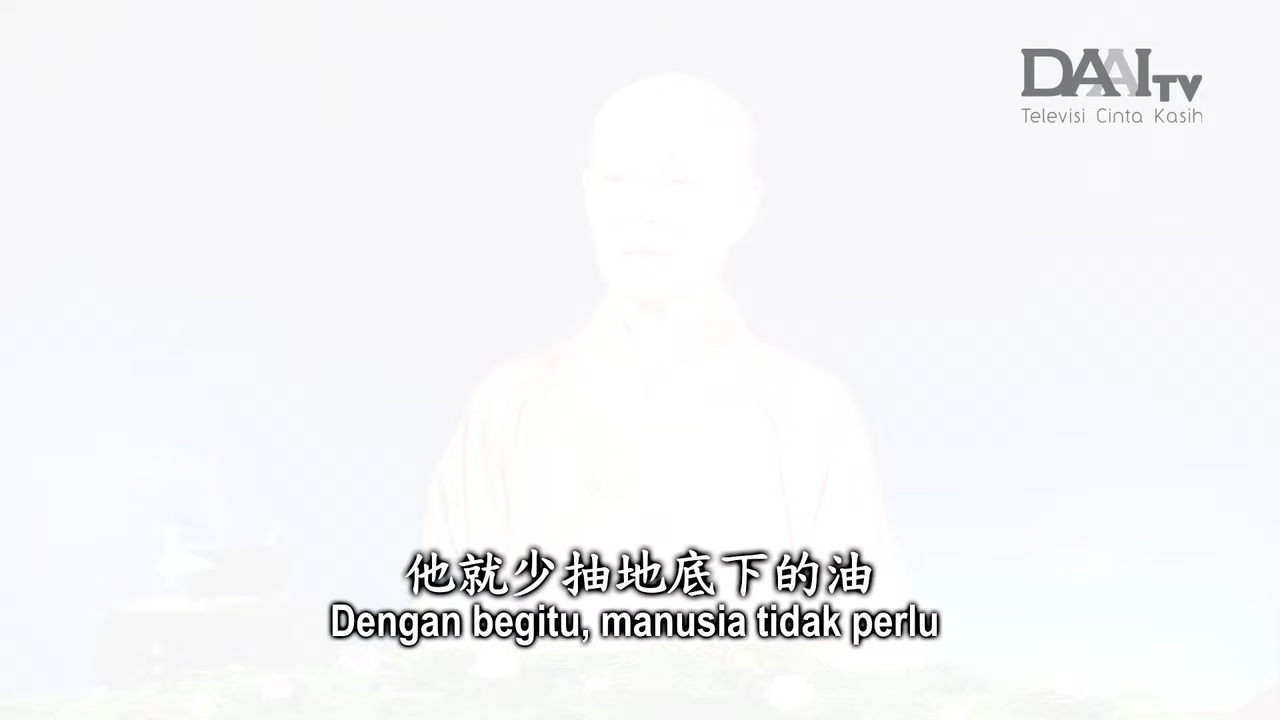 DAAI TV
Televisi Cinta Kasih
他就少抽地底下的油
Dengan begitu, manusia tidak perlu